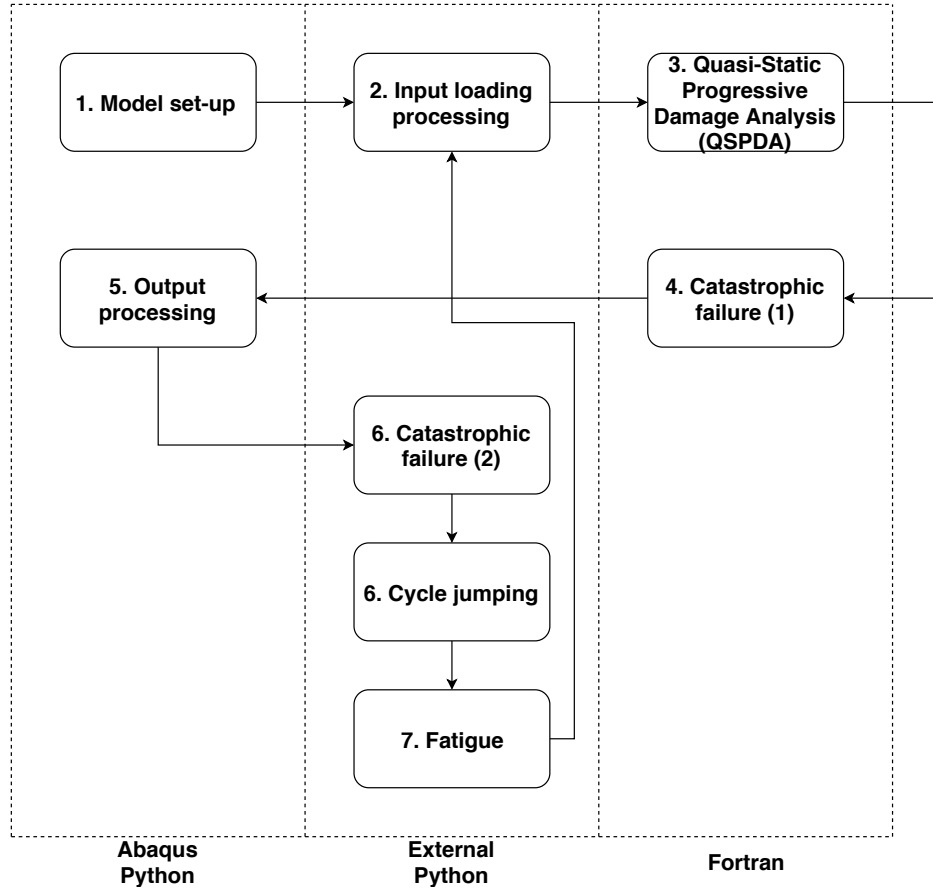 1. Model set-up
2. Input loading
processing
3. Quasi-Static
Progressive
Damage Analysis
(QSPDA)
5. Output
processing
4. Catastrophic
failure (1)
6. Catastrophic
failure (2)
6. Cycle jumping
7. Fatigue
Abaqus
Python
External
Python
Fortran